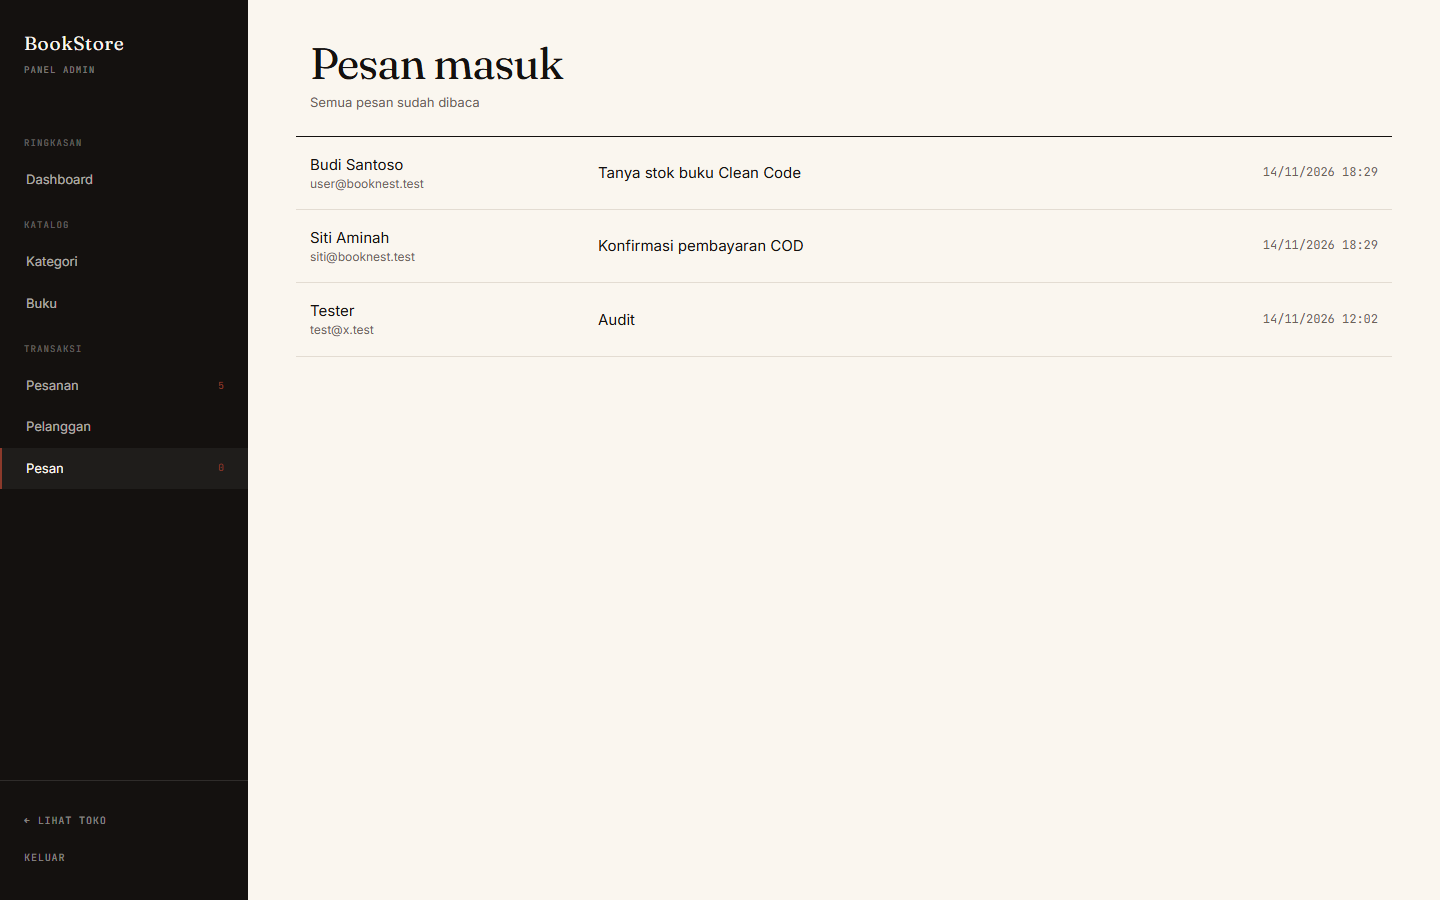 BookStore
PANEL ADMIN
RINGKASAN
Dashboard
KATALOG
Kategori
Buku
TRANSAKSI
Pesanan 5
Pelanggan
Pesan 0
← LIHAT TOKO
KELUAR
Pesan masuk
Semua pesan sudah dibaca
Budi Santoso
user@booknest.test
Tanya stok buku Clean Code
14/11/2026 18:29
Siti Aminah
siti@booknest.test
Konfirmasi pembayaran COD
14/11/2026 18:29
Tester
test@x.test
Audit
14/11/2026 12:02